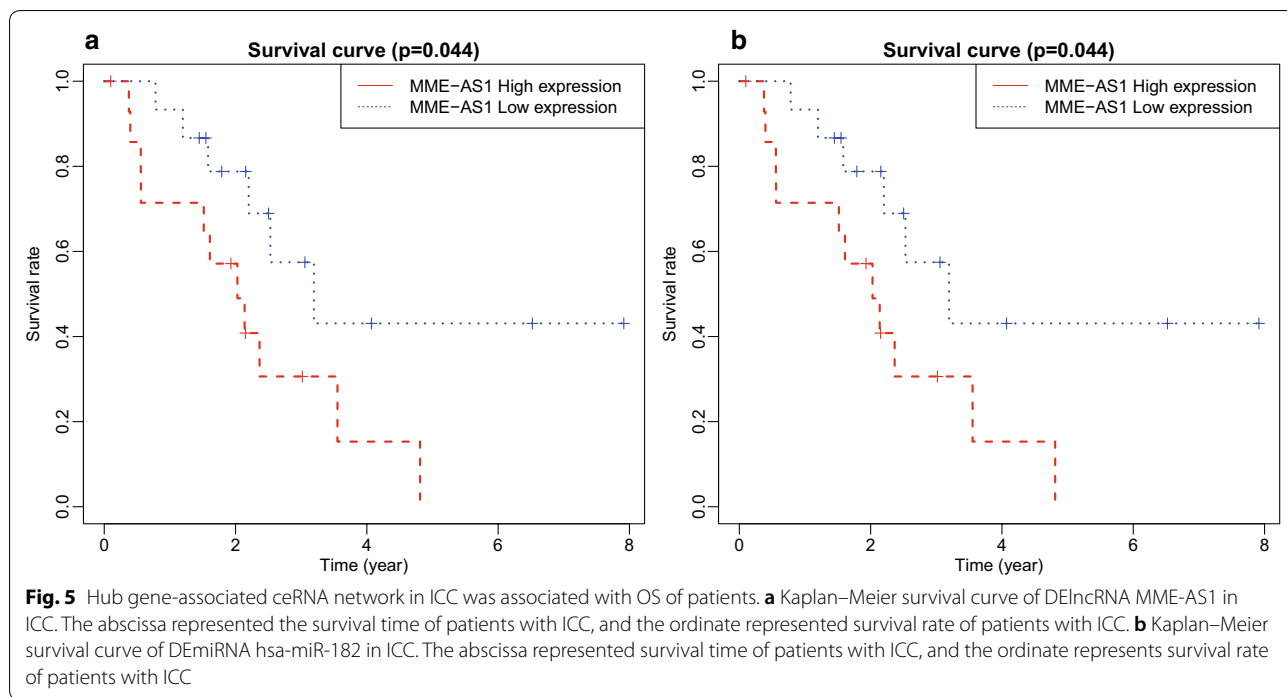 a
Survival curve (p=0.044)
MME−AS1 High expression
MME−AS1 Low expression
Survival rate
1.0
0.8
0.6
0.4
0.2
0.0
0 2 4 6 8
Time (year)
b
Survival curve (p=0.044)
MME−AS1 High expression
MME−AS1 Low expression
Survival rate
1.0
0.8
0.6
0.4
0.2
0.0
0 2 4 6 8
Time (year)
Fig. 5 Hub gene-associated ceRNA network in ICC was associated with OS of patients. a Kaplan–Meier survival curve of DElncRNA MME-AS1 in
ICC. The abscissa represented the survival time of patients with ICC, and the ordinate represented survival rate of patients with ICC. b Kaplan–Meier
survival curve of DEmiRNA hsa-miR-182 in ICC. The abscissa represented survival time of patients with ICC, and the ordinate represents survival rate
of patients with ICC